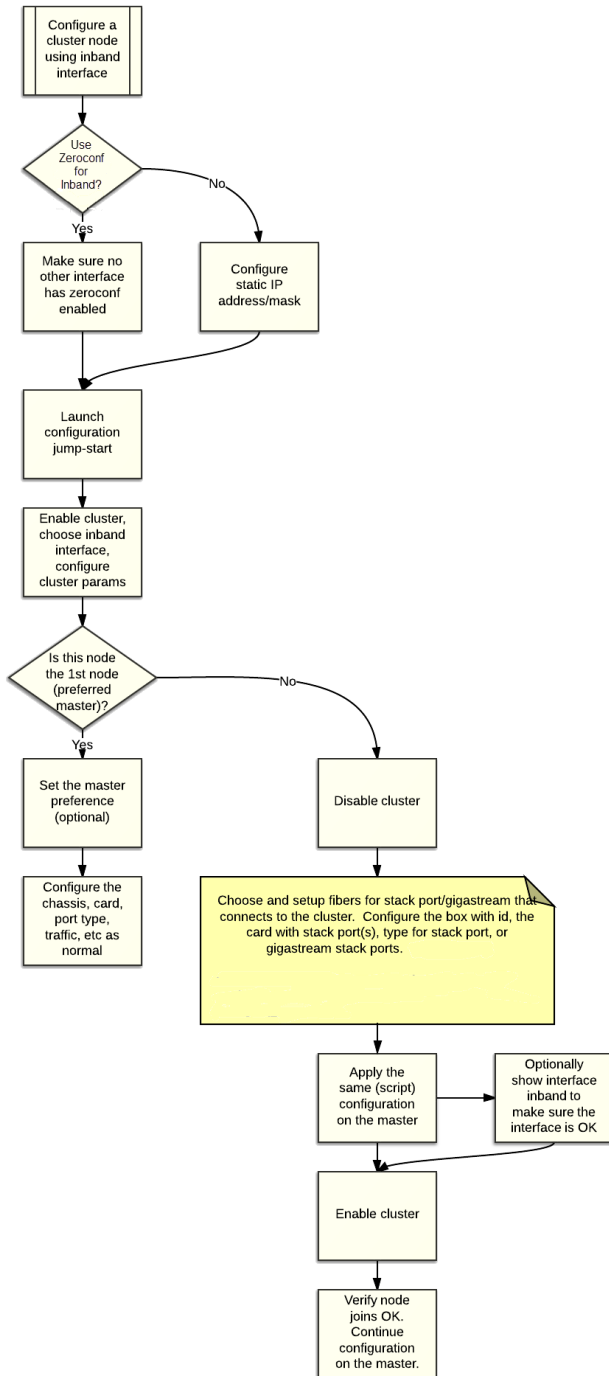 Configure a
cluster node
using inband
interface
Use
Zeroconf
for
Inband?
No
Yes
Make sure no
other interface
has zeroconf
enabled
Configure
static IP
address/mask
Launch
configuration
jump-start
Enable cluster,
choose inband
interface,
configure
cluster params
Is this node
the 1st node
(preferred
master)?
No
Yes
Set the master
preference
(optional)
Disable cluster
Configure the
chassis, card,
port type,
traffic, etc as
normal
Choose and setup fibers for stack port/gigastream that
connects to the cluster.  Configure the box with id, the
card with stack port(s), type for stack port, or
gigastream stack ports.
Apply the
same (script)
configuration
on the master
Optionally
show interface
inband to
make sure the
interface is OK
Enable cluster
Verify node
joins OK.
Continue
configuration
on the master.